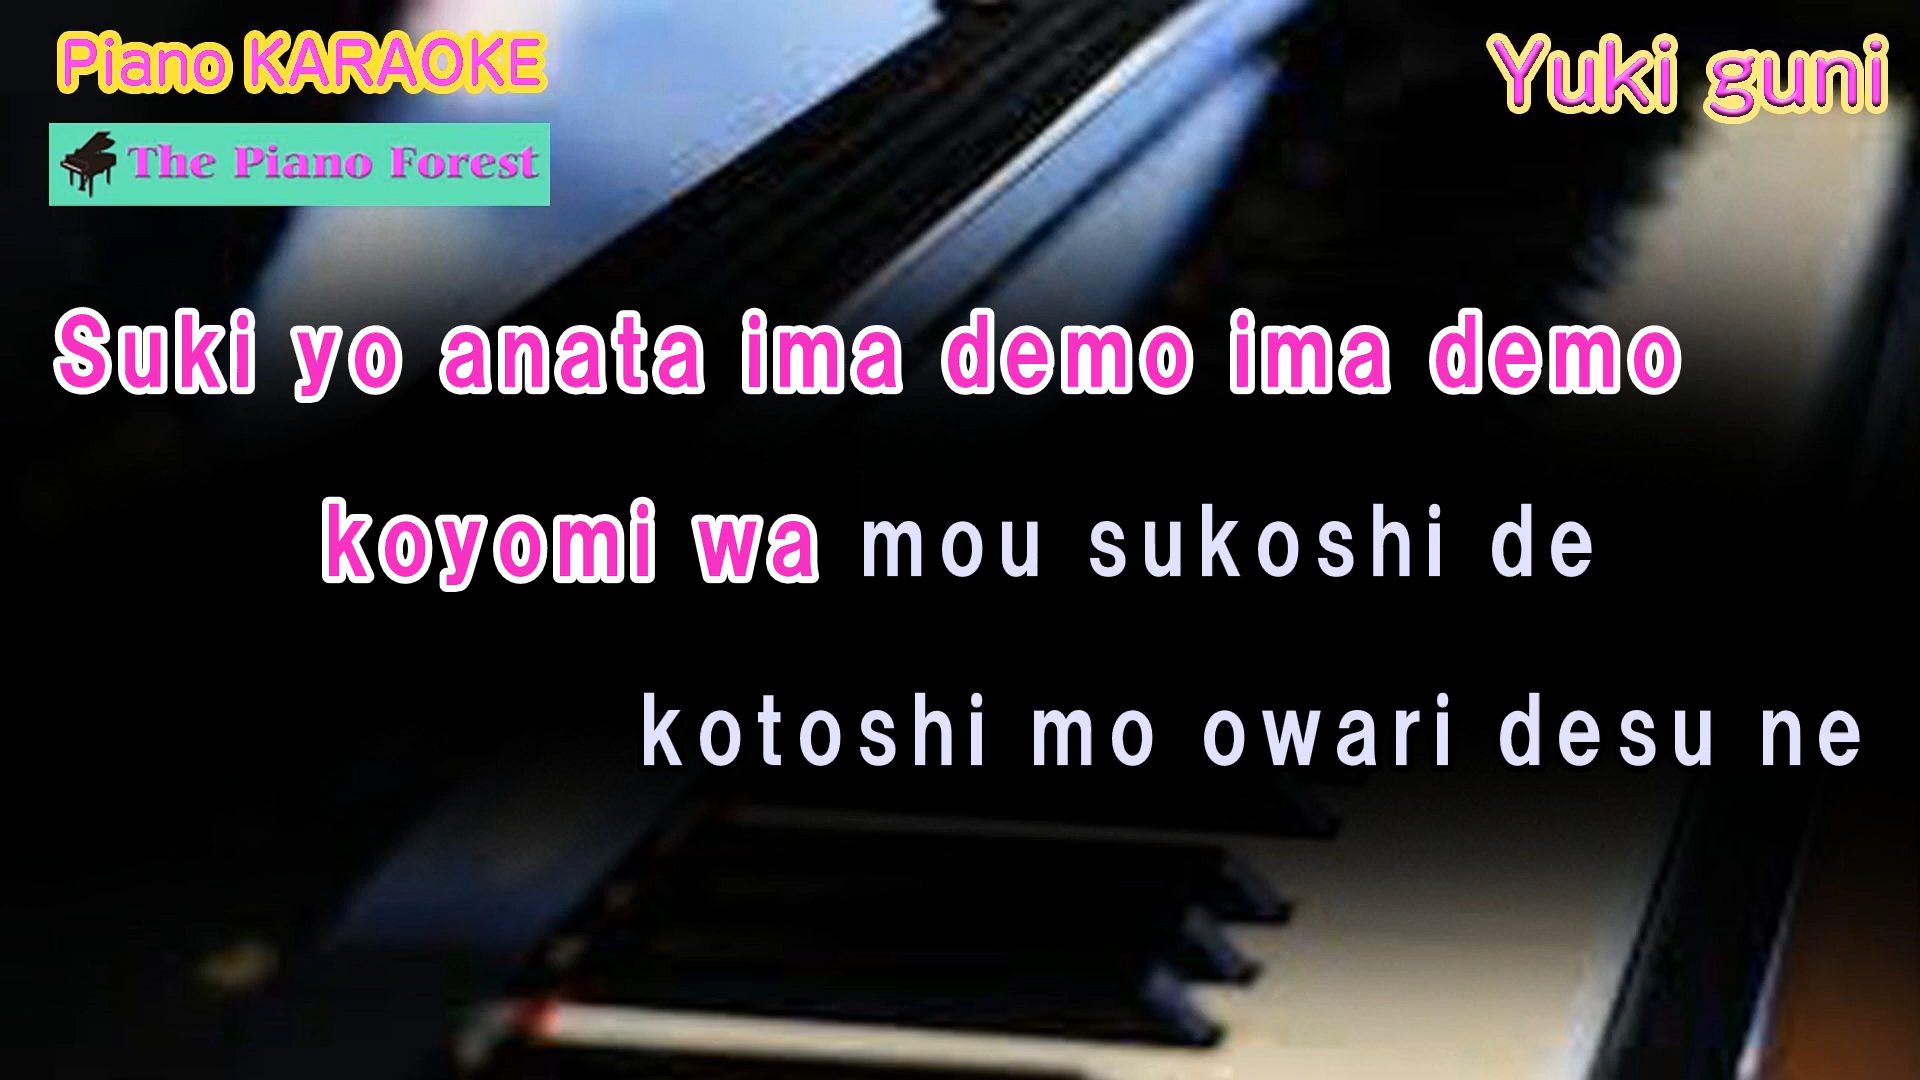 Piano KARAOKE
Yuki guni
The Piano Forest
Suki yo anata ima demo ima demo
koyomi wa mou sukoshi de
kotoshi mo owari desu ne